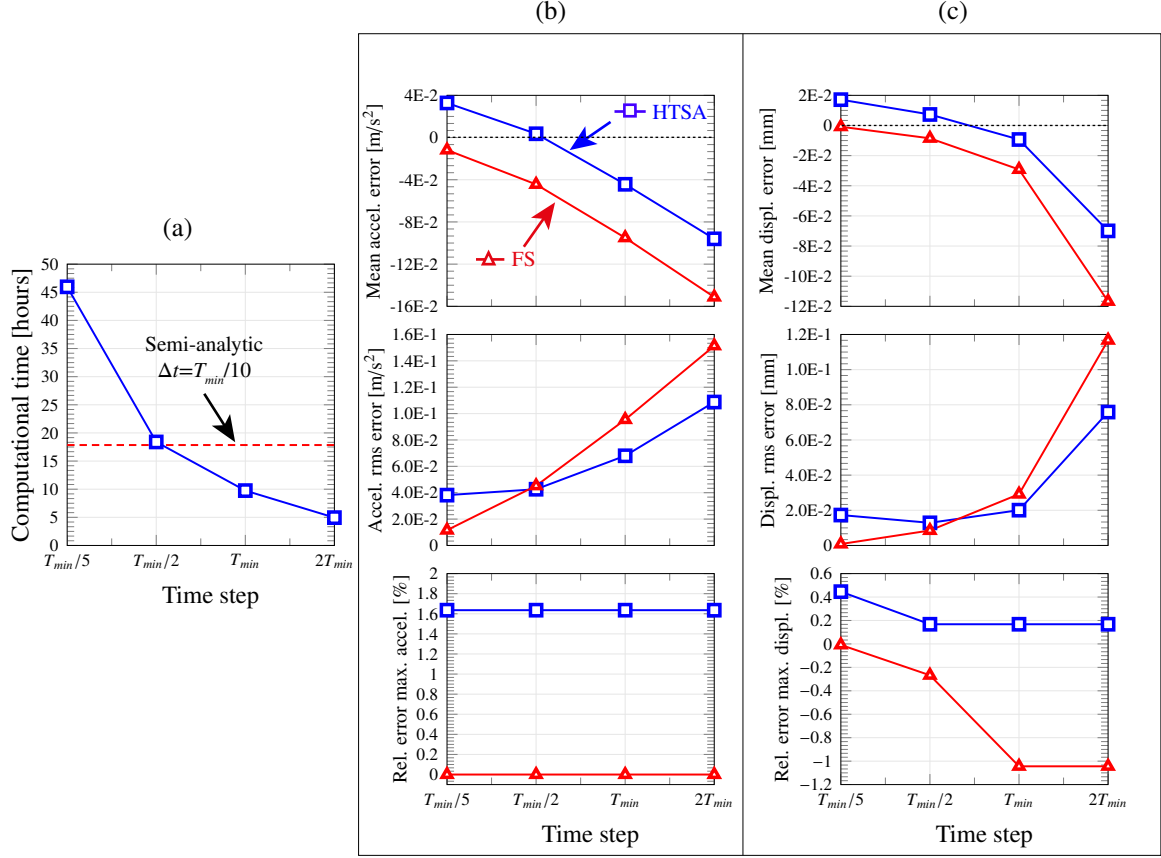 (a)
Computational time [hours]
50
45
40
35
30
25
20
15
10
5
0
Semi-analytic
Δt=T_min/10
T_min/5
T_min/2
T_min
2T_min
Time step
(b)
Mean accel. error [m/s²]
4E-2
0
-4E-2
-8E-2
-12E-2
-16E-2
HTSA
FS
Accel. rms error [m/s²]
1.6E-1
1.4E-1
1.2E-1
1.0E-1
8.0E-2
6.0E-2
4.0E-2
2.0E-2
0
Rel. error max. accel. [%]
2
1.8
1.6
1.4
1.2
1
0.8
0.6
0.4
0.2
0
T_min/5
T_min/2
T_min
2T_min
Time step
(c)
Mean displ. error [mm]
2E-2
0
-2E-2
-4E-2
-6E-2
-8E-2
-10E-2
-12E-2
Displ. rms error [mm]
1.2E-1
1.0E-1
8.0E-2
6.0E-2
4.0E-2
2.0E-2
0
Rel. error max. displ. [%]
0.6
0.4
0.2
0
−0.2
−0.4
−0.6
−0.8
−1
−1.2
T_min/5
T_min/2
T_min
2T_min
Time step